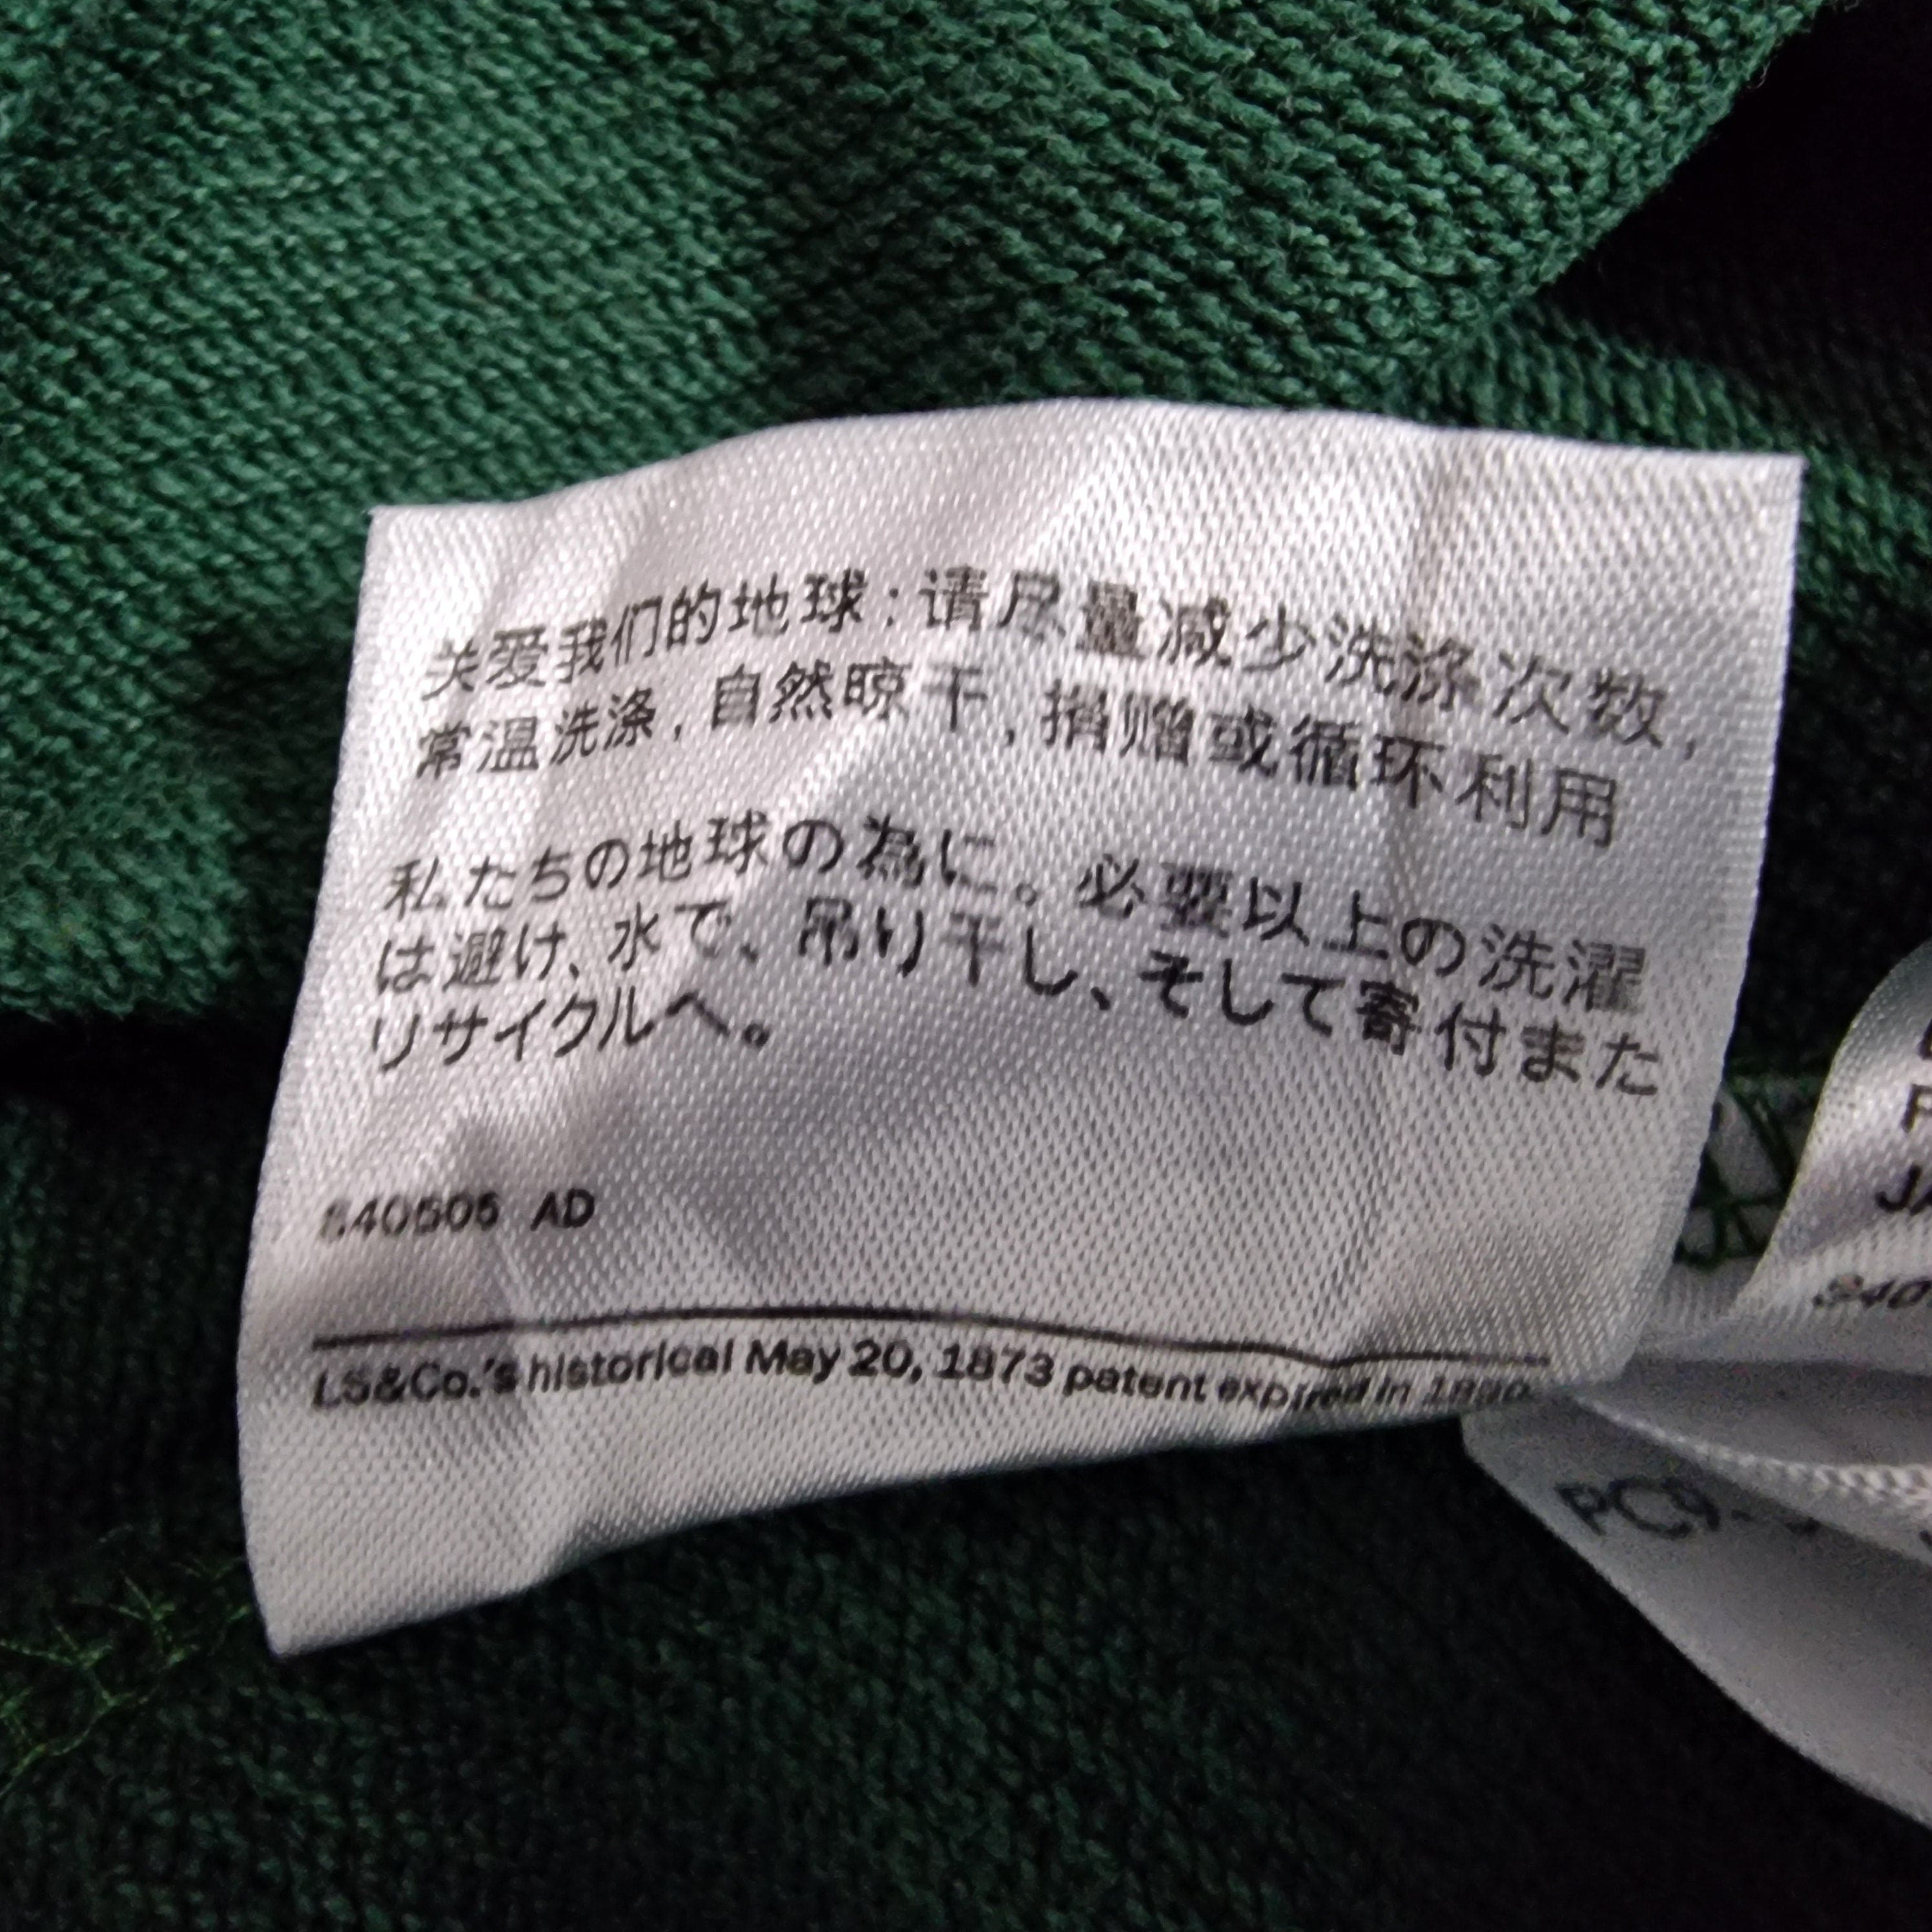 关爱我们的地球：请尽量减少洗涤次数，
常温洗涤，自然晾干，捐赠或循环利用
私たちの地球の為に。必要以上の洗濯
は避け、水で、吊り干し、そして寄付また
リサイクルへ。
540505 AD
LS&Co.'s historical May 20, 1873 patent expired in 1890.
JA
PC9-